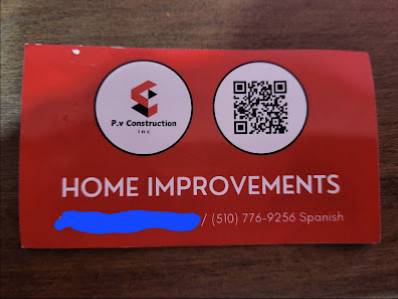 P.v Construction
Inc
HOME IMPROVEMENTS
/ (510) 776-9256 Spanish